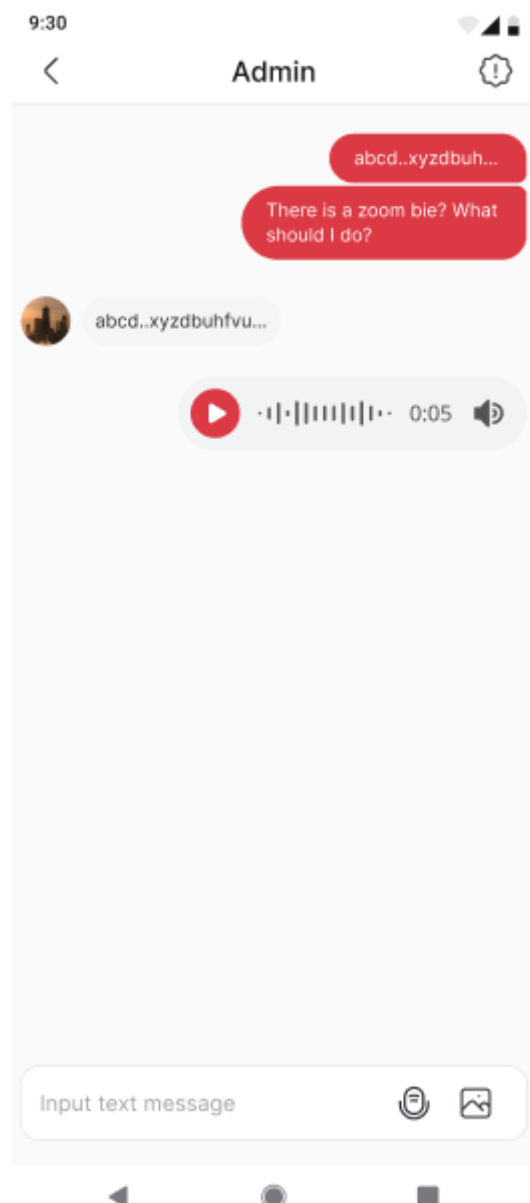 9:30
Admin
abcd..xyzdbuh...
There is a zoom bie? What
should I do?
abcd..xyzdbuhfvu...
0:05
Input text message